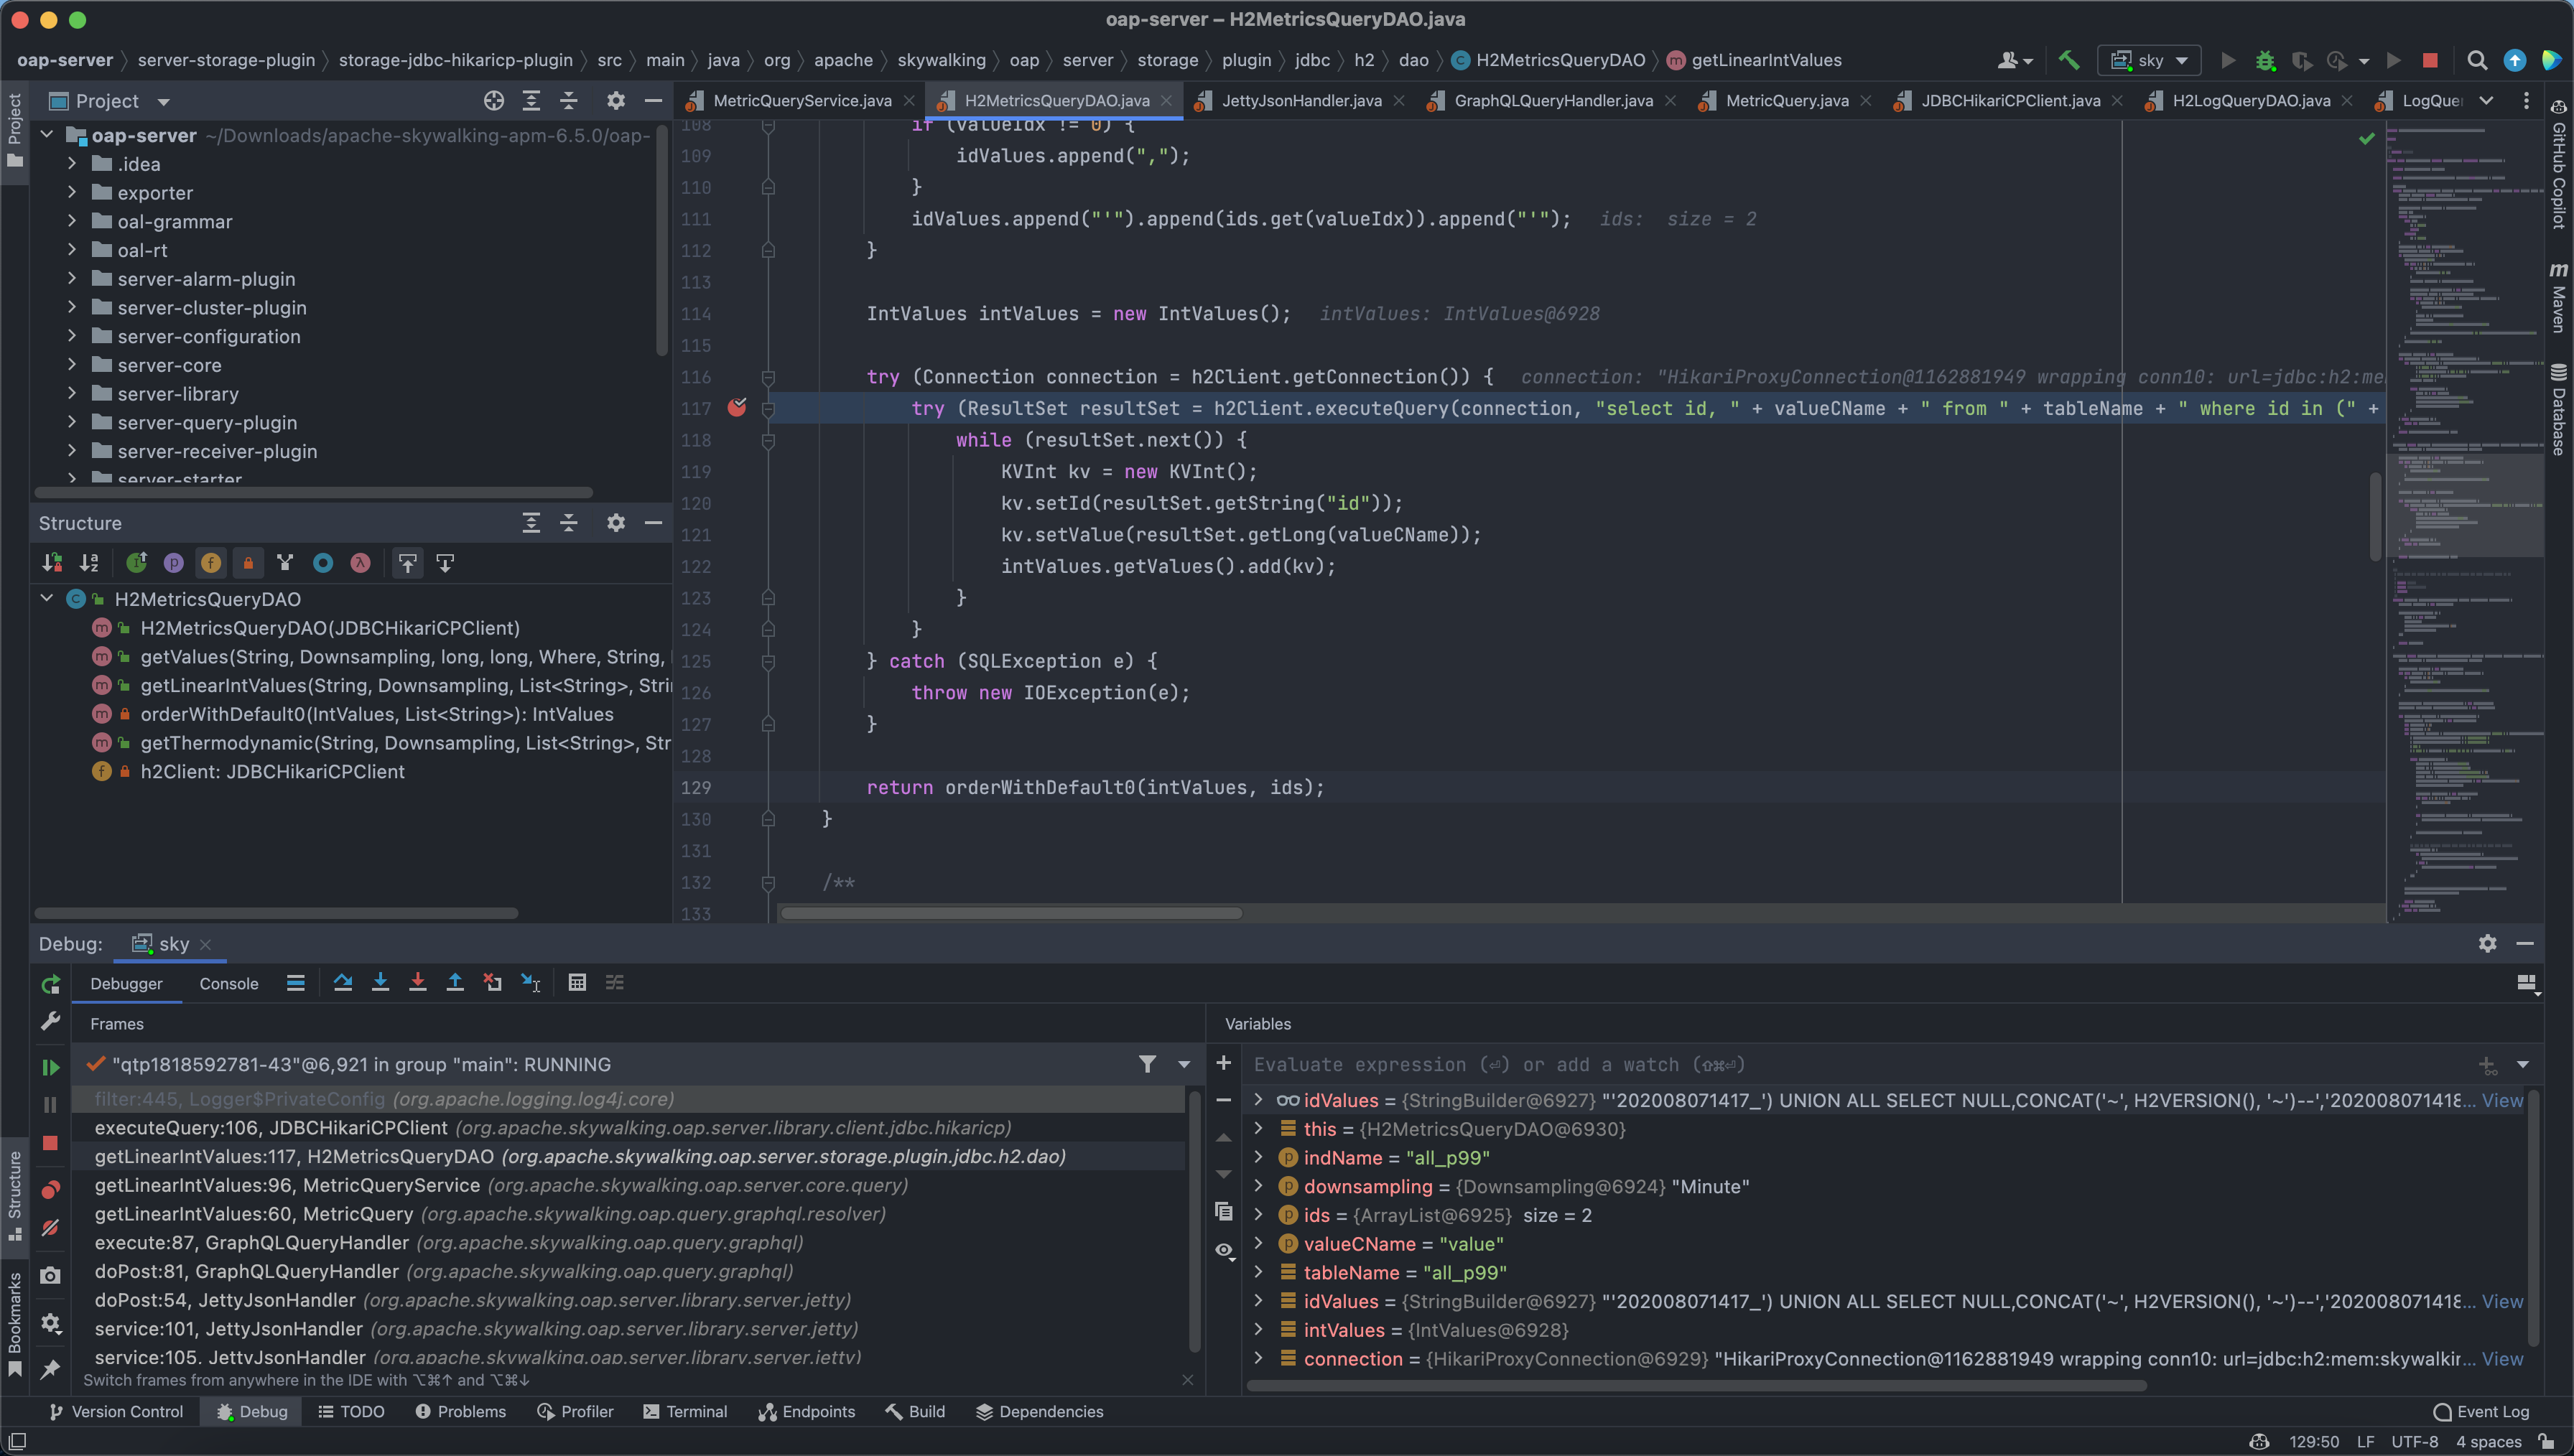 oap-server – H2MetricsQueryDAO.java
oap-server 〉 server-storage-plugin 〉 storage-jdbc-hikaricp-plugin 〉 src 〉 main 〉 java 〉 org 〉 apache 〉 skywalking 〉 oap 〉 server 〉 storage 〉 plugin 〉 jdbc 〉 h2 〉 dao 〉 H2MetricsQueryDAO 〉 getLinearIntValues
sky
Project
MetricQueryService.java
H2MetricsQueryDAO.java
JettyJsonHandler.java
GraphQLQueryHandler.java
MetricQuery.java
JDBCHikariCPClient.java
H2LogQueryDAO.java
LogQue
Project
oap-server ~/Downloads/apache-skywalking-apm-6.5.0/oap-
.idea
exporter
oal-grammar
oal-rt
server-alarm-plugin
server-cluster-plugin
server-configuration
server-core
server-library
server-query-plugin
server-receiver-plugin
server-starter
Structure
H2MetricsQueryDAO
H2MetricsQueryDAO(JDBCHikariCPClient)
getValues(String, Downsampling, long, long, Where, String,
getLinearIntValues(String, Downsampling, List<String>, Stri
orderWithDefault0(IntValues, List<String>): IntValues
getThermodynamic(String, Downsampling, List<String>, Str
h2Client: JDBCHikariCPClient
108 if (valueIdx != 0) {
109 idValues.append(",");
110 }
111 idValues.append("'").append(ids.get(valueIdx)).append("'"); ids: size = 2
112 }
113
114 IntValues intValues = new IntValues(); intValues: IntValues@6928
115
116 try (Connection connection = h2Client.getConnection()) { connection: "HikariProxyConnection@1162881949 wrapping conn10: url=jdbc:h2:me
117 try (ResultSet resultSet = h2Client.executeQuery(connection, "select id, " + valueCName + " from " + tableName + " where id in (" +
118 while (resultSet.next()) {
119 KVInt kv = new KVInt();
120 kv.setId(resultSet.getString("id"));
121 kv.setValue(resultSet.getLong(valueCName));
122 intValues.getValues().add(kv);
123 }
124 }
125 } catch (SQLException e) {
126 throw new IOException(e);
127 }
128
129 return orderWithDefault0(intValues, ids);
130 }
131
132 /**
133
GitHub Copilot
Maven
Database
Debug: sky
Debugger Console
Frames
"qtp1818592781-43"@6,921 in group "main": RUNNING
filter:445, Logger$PrivateConfig (org.apache.logging.log4j.core)
executeQuery:106, JDBCHikariCPClient (org.apache.skywalking.oap.server.library.client.jdbc.hikaricp)
getLinearIntValues:117, H2MetricsQueryDAO (org.apache.skywalking.oap.server.storage.plugin.jdbc.h2.dao)
getLinearIntValues:96, MetricQueryService (org.apache.skywalking.oap.server.core.query)
getLinearIntValues:60, MetricQuery (org.apache.skywalking.oap.query.graphql.resolver)
execute:87, GraphQLQueryHandler (org.apache.skywalking.oap.query.graphql)
doPost:81, GraphQLQueryHandler (org.apache.skywalking.oap.query.graphql)
doPost:54, JettyJsonHandler (org.apache.skywalking.oap.server.library.server.jetty)
service:101, JettyJsonHandler (org.apache.skywalking.oap.server.library.server.jetty)
service:105, JettyJsonHandler (org.apache.skywalking.oap.server.library.server.jetty)
Switch frames from anywhere in the IDE with ⌥⌘↑ and ⌥⌘↓
Variables
Evaluate expression (⏎) or add a watch (⇧⌘⏎)
idValues = {StringBuilder@6927} "'202008071417_') UNION ALL SELECT NULL,CONCAT('~', H2VERSION(), '~')--','202008071418... View
this = {H2MetricsQueryDAO@6930}
indName = "all_p99"
downsampling = {Downsampling@6924} "Minute"
ids = {ArrayList@6925} size = 2
valueCName = "value"
tableName = "all_p99"
idValues = {StringBuilder@6927} "'202008071417_') UNION ALL SELECT NULL,CONCAT('~', H2VERSION(), '~')--','202008071418... View
intValues = {IntValues@6928}
connection = {HikariProxyConnection@6929} "HikariProxyConnection@1162881949 wrapping conn10: url=jdbc:h2:mem:skywalkir... View
Structure
Bookmarks
Version Control Debug TODO Problems Profiler Terminal Endpoints Build Dependencies Event Log
129:50 LF UTF-8 4 spaces